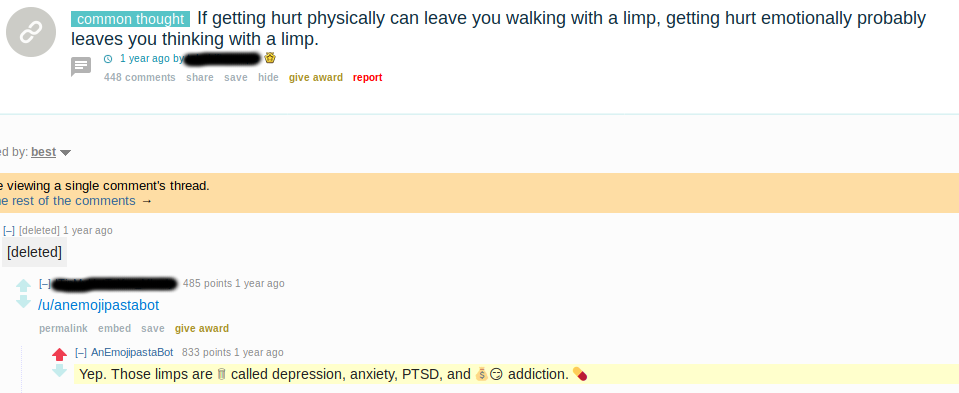 common thought If getting hurt physically can leave you walking with a limp, getting hurt emotionally probably
leaves you thinking with a limp.
1 year ago by
448 comments share save hide give award report
ed by: best
e viewing a single comment's thread.
he rest of the comments →
[–] [deleted] 1 year ago
[deleted]
[–] 485 points 1 year ago
/u/anemojipastabot
permalink embed save give award
[–] AnEmojipastaBot 833 points 1 year ago
Yep. Those limps are 🥛 called depression, anxiety, PTSD, and 💰😏 addiction. 💊